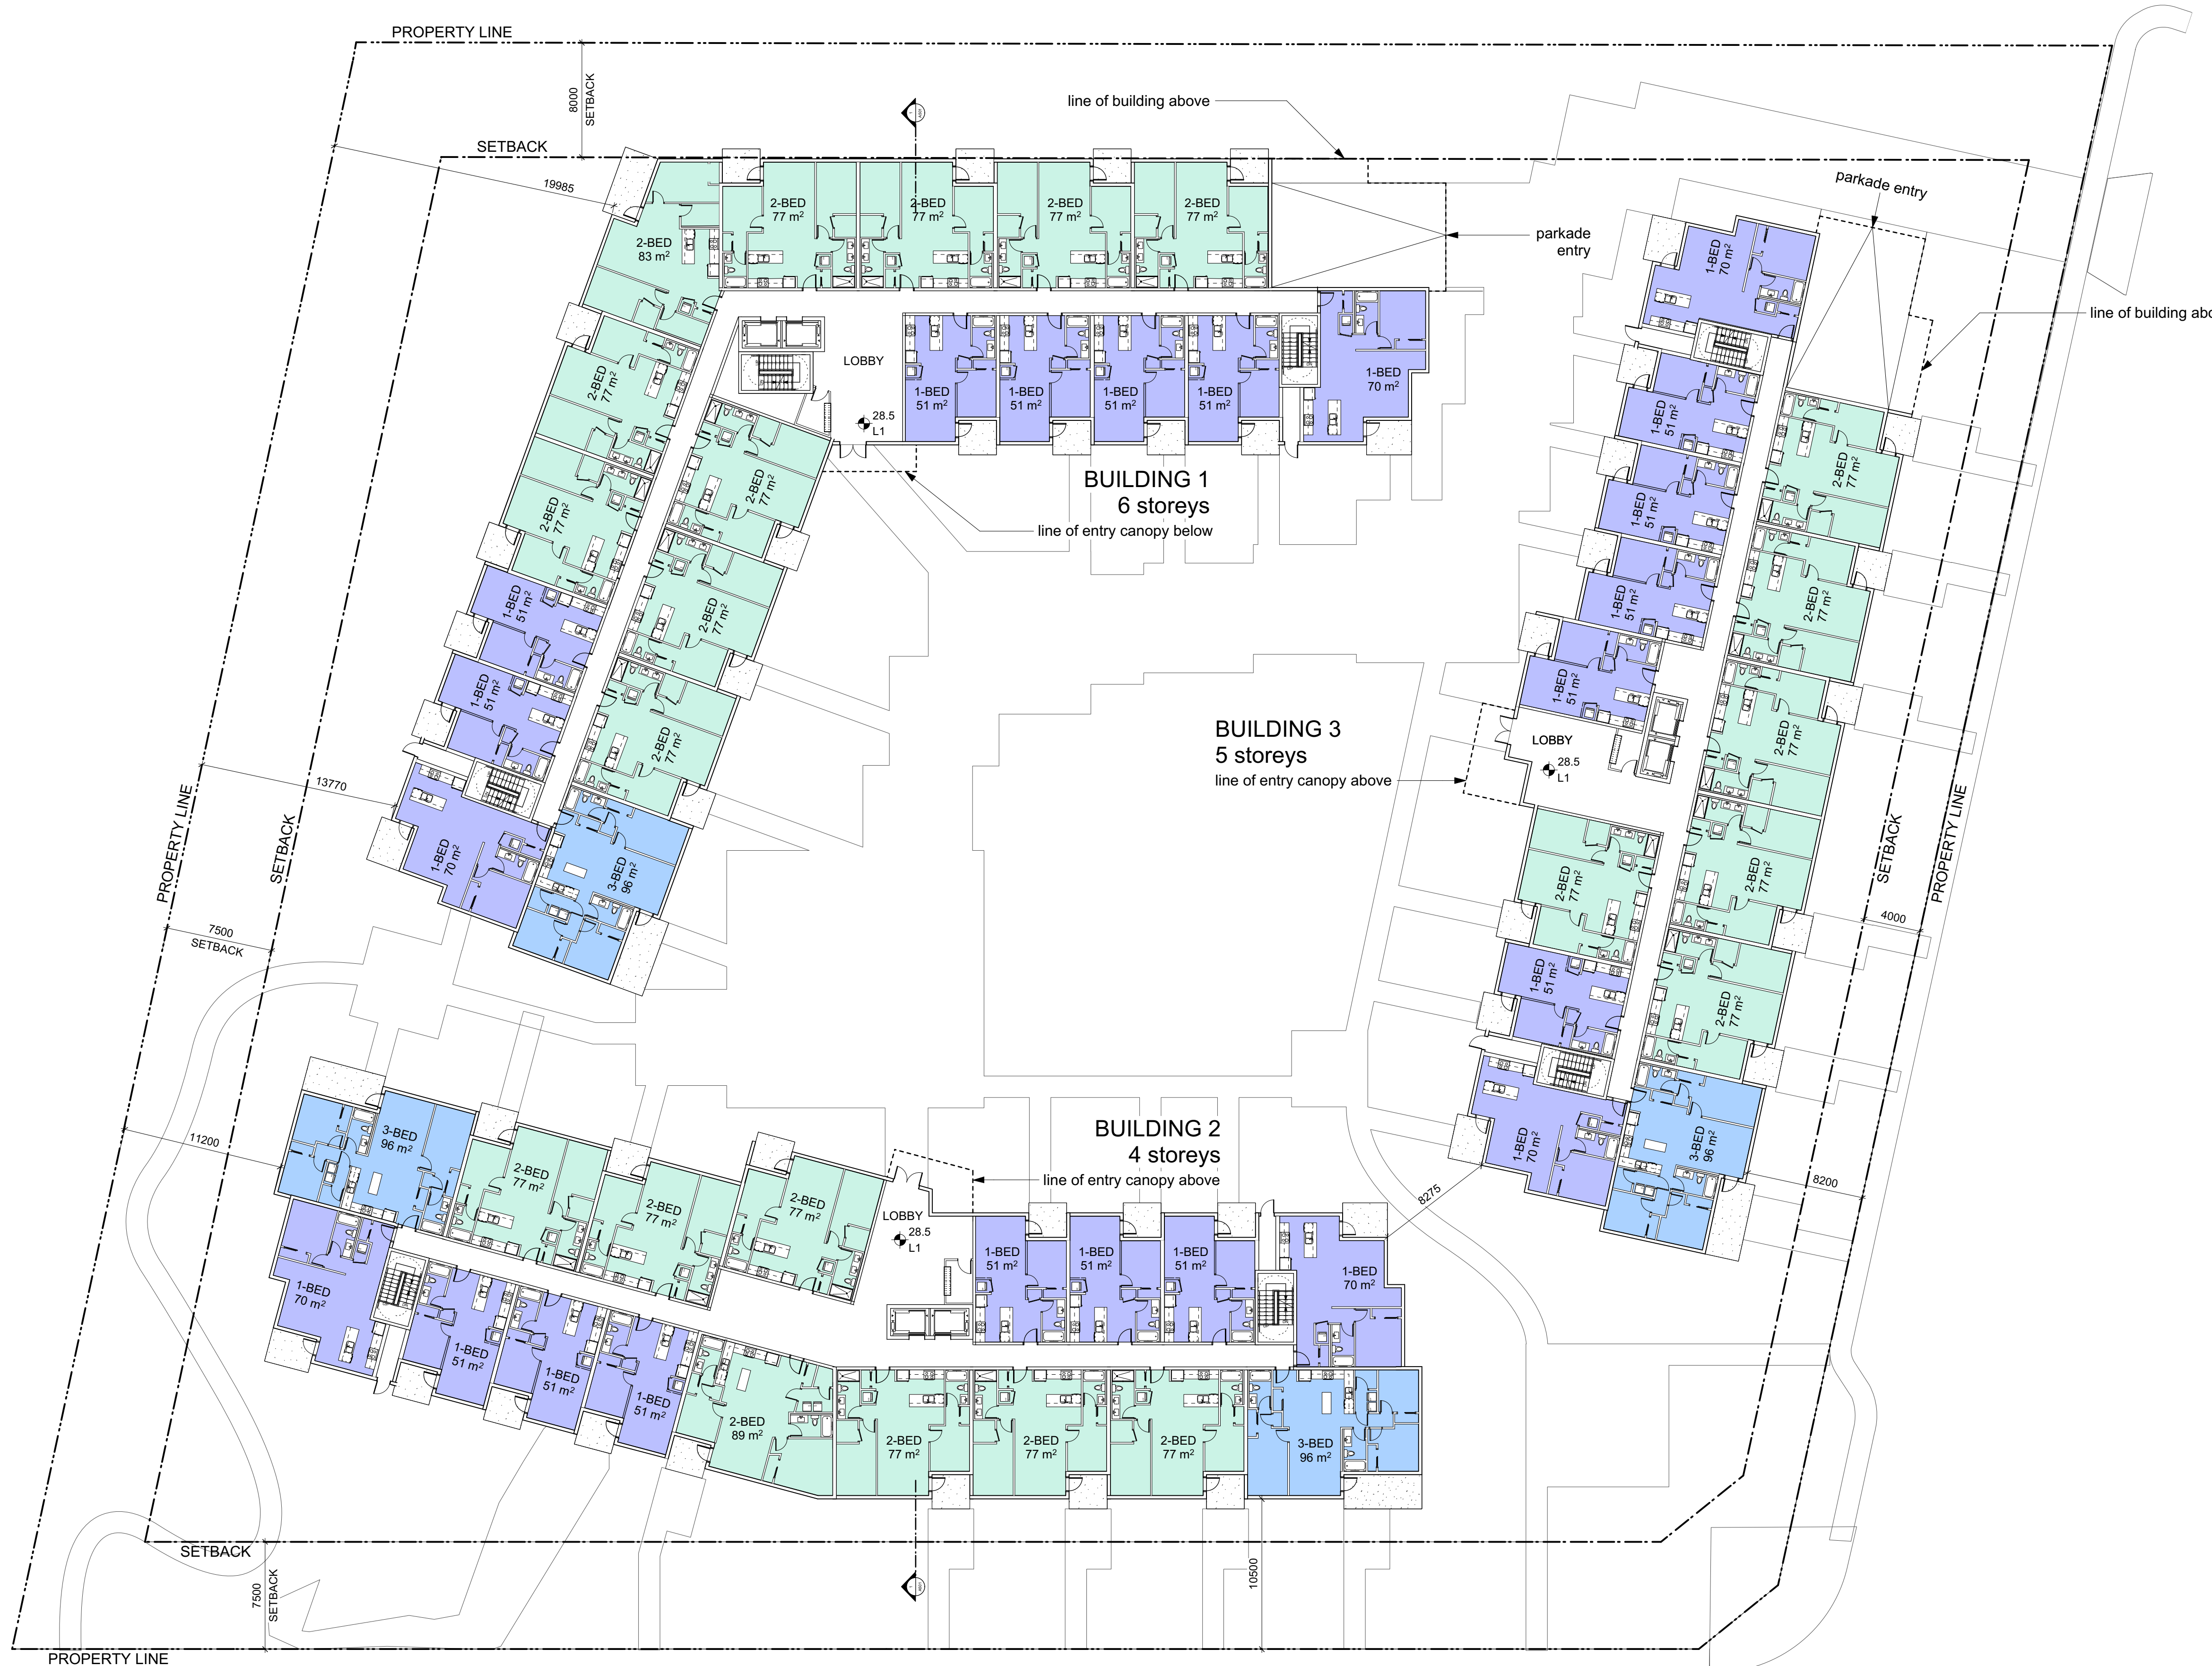 PROPERTY LINE
8000
SETBACK
SETBACK
19985
line of building above
parkade entry
parkade
entry
line of building abo
2-BED
83 m²
2-BED
77 m²
2-BED
77 m²
2-BED
77 m²
2-BED
77 m²
LOBBY
28.5
L1
1-BED
51 m²
1-BED
51 m²
1-BED
51 m²
1-BED
51 m²
1-BED
70 m²
BUILDING 1
6 storeys
line of entry canopy below
2-BED
77 m²
2-BED
77 m²
1-BED
51 m²
1-BED
51 m²
1-BED
70 m²
2-BED
77 m²
2-BED
77 m²
2-BED
77 m²
3-BED
96 m²
13770
PROPERTY LINE
SETBACK
7500
SETBACK
11200
BUILDING 3
5 storeys
line of entry canopy above
1-BED
70 m²
1-BED
51 m²
1-BED
51 m²
1-BED
51 m²
1-BED
51 m²
LOBBY
28.5
L1
2-BED
77 m²
1-BED
51 m²
1-BED
70 m²
2-BED
77 m²
2-BED
77 m²
2-BED
77 m²
2-BED
77 m²
2-BED
77 m²
3-BED
96 m²
SETBACK
PROPERTY LINE
4000
8200
8275
BUILDING 2
4 storeys
line of entry canopy above
3-BED
96 m²
2-BED
77 m²
2-BED
77 m²
2-BED
77 m²
LOBBY
28.5
L1
1-BED
51 m²
1-BED
51 m²
1-BED
51 m²
1-BED
70 m²
1-BED
70 m²
1-BED
51 m²
1-BED
51 m²
1-BED
51 m²
2-BED
89 m²
2-BED
77 m²
2-BED
77 m²
2-BED
77 m²
3-BED
96 m²
SETBACK
7500
SETBACK
10500
PROPERTY LINE